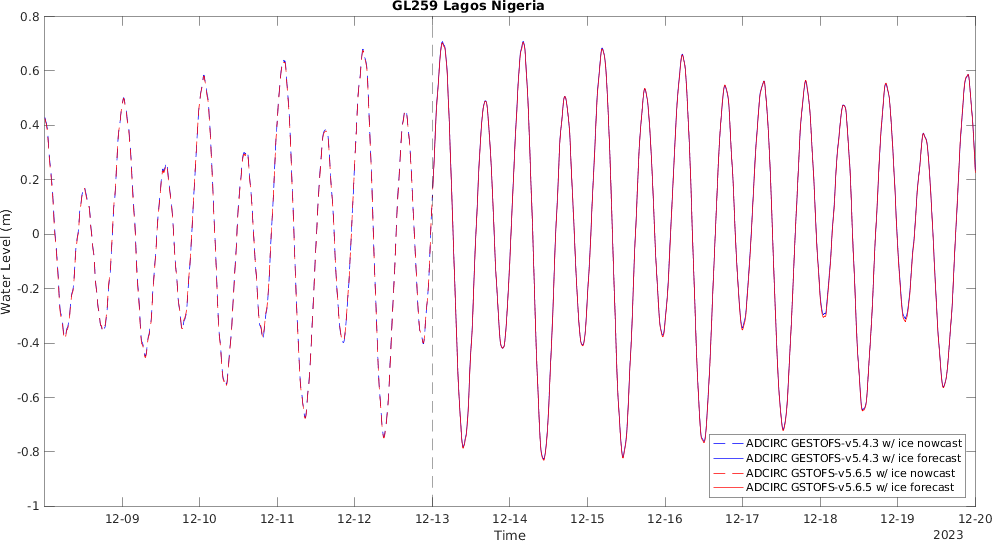 GL259 Lagos Nigeria
0.8
0.6
0.4
0.2
0
-0.2
-0.4
-0.6
-0.8
-1
Water Level (m)
12-09 12-10 12-11 12-12 12-13 12-14 12-15 12-16 12-17 12-18 12-19 12-20
Time
2023
ADCIRC GESTOFS-v5.4.3 w/ ice nowcast
ADCIRC GESTOFS-v5.4.3 w/ ice forecast
ADCIRC GSTOFS-v5.6.5 w/ ice nowcast
ADCIRC GSTOFS-v5.6.5 w/ ice forecast